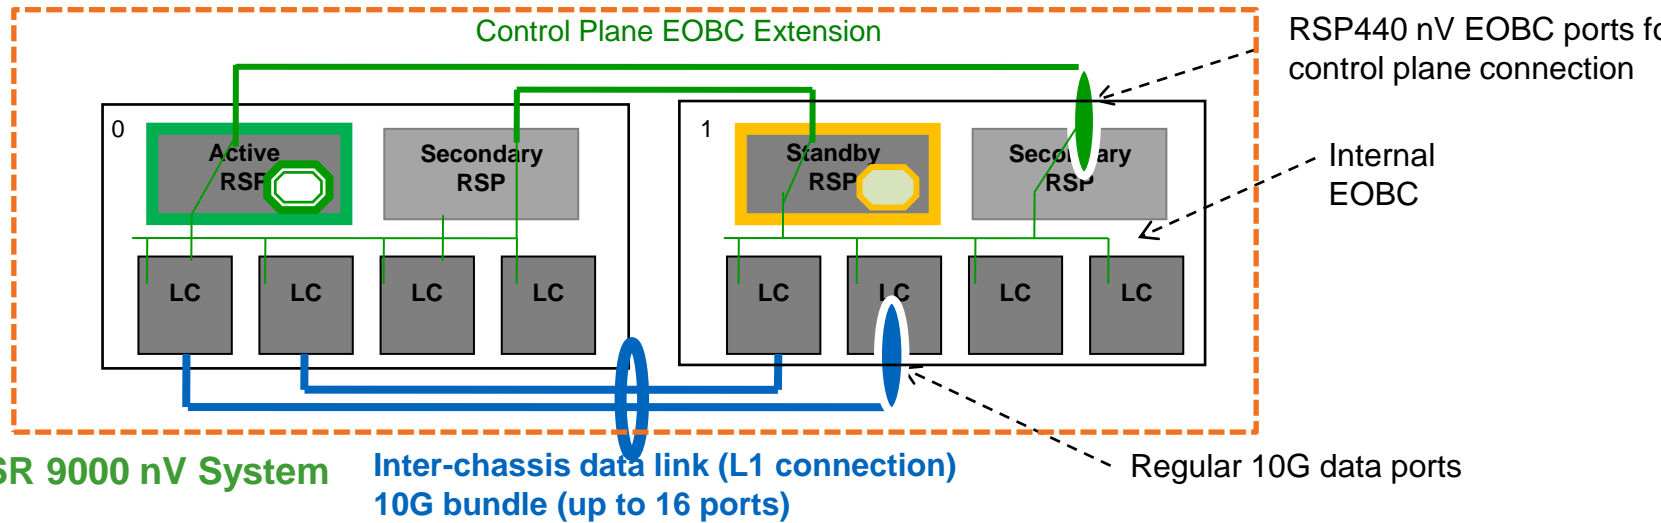 Control Plane EOBC Extension
RSP440 nV EOBC ports
control plane connection
0
Active
RSP
Secondary
RSP
1
Standby
RSP
Secondary
RSP
Internal
EOBC
LC
LC
LC
LC
LC
LC
LC
LC
SR 9000 nV System
Inter-chassis data link (L1 connection)
10G bundle (up to 16 ports)
Regular 10G data ports